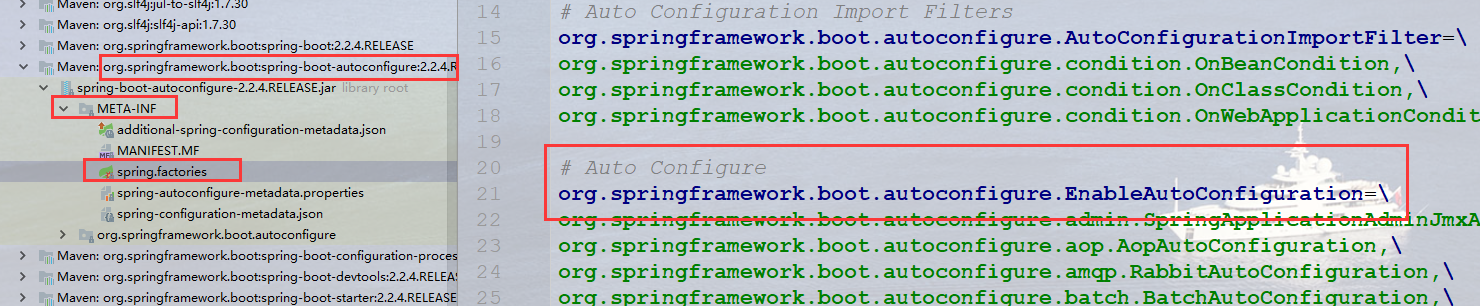 Maven: org.slf4j:jul-to-slf4j:1.7.30
Maven: org.slf4j:slf4j-api:1.7.30
Maven: org.springframework.boot:spring-boot:2.2.4.RELEASE
Maven: org.springframework.boot:spring-boot-autoconfigure:2.2.4.R
spring-boot-autoconfigure-2.2.4.RELEASE.jar library root
META-INF
additional-spring-configuration-metadata.json
MANIFEST.MF
spring.factories
spring-autoconfigure-metadata.properties
spring-configuration-metadata.json
org.springframework.boot.autoconfigure
Maven: org.springframework.boot:spring-boot-configuration-proces
Maven: org.springframework.boot:spring-boot-devtools:2.2.4.RELEAS
Maven: org.springframework.boot:spring-boot-starter:2.2.4.RELEASE
14 # Auto Configuration Import Filters
15 org.springframework.boot.autoconfigure.AutoConfigurationImportFilter=\
16 org.springframework.boot.autoconfigure.condition.OnBeanCondition,\
17 org.springframework.boot.autoconfigure.condition.OnClassCondition,\
18 org.springframework.boot.autoconfigure.condition.OnWebApplicationCondit
19
20 # Auto Configure
21 org.springframework.boot.autoconfigure.EnableAutoConfiguration=\
22 org.springframework.boot.autoconfigure.admin.SpringApplicationAdminJmxA
23 org.springframework.boot.autoconfigure.aop.AopAutoConfiguration,\
24 org.springframework.boot.autoconfigure.amqp.RabbitAutoConfiguration,\
25 org.springframework.boot.autoconfigure.batch.BatchAutoConfiguration,\